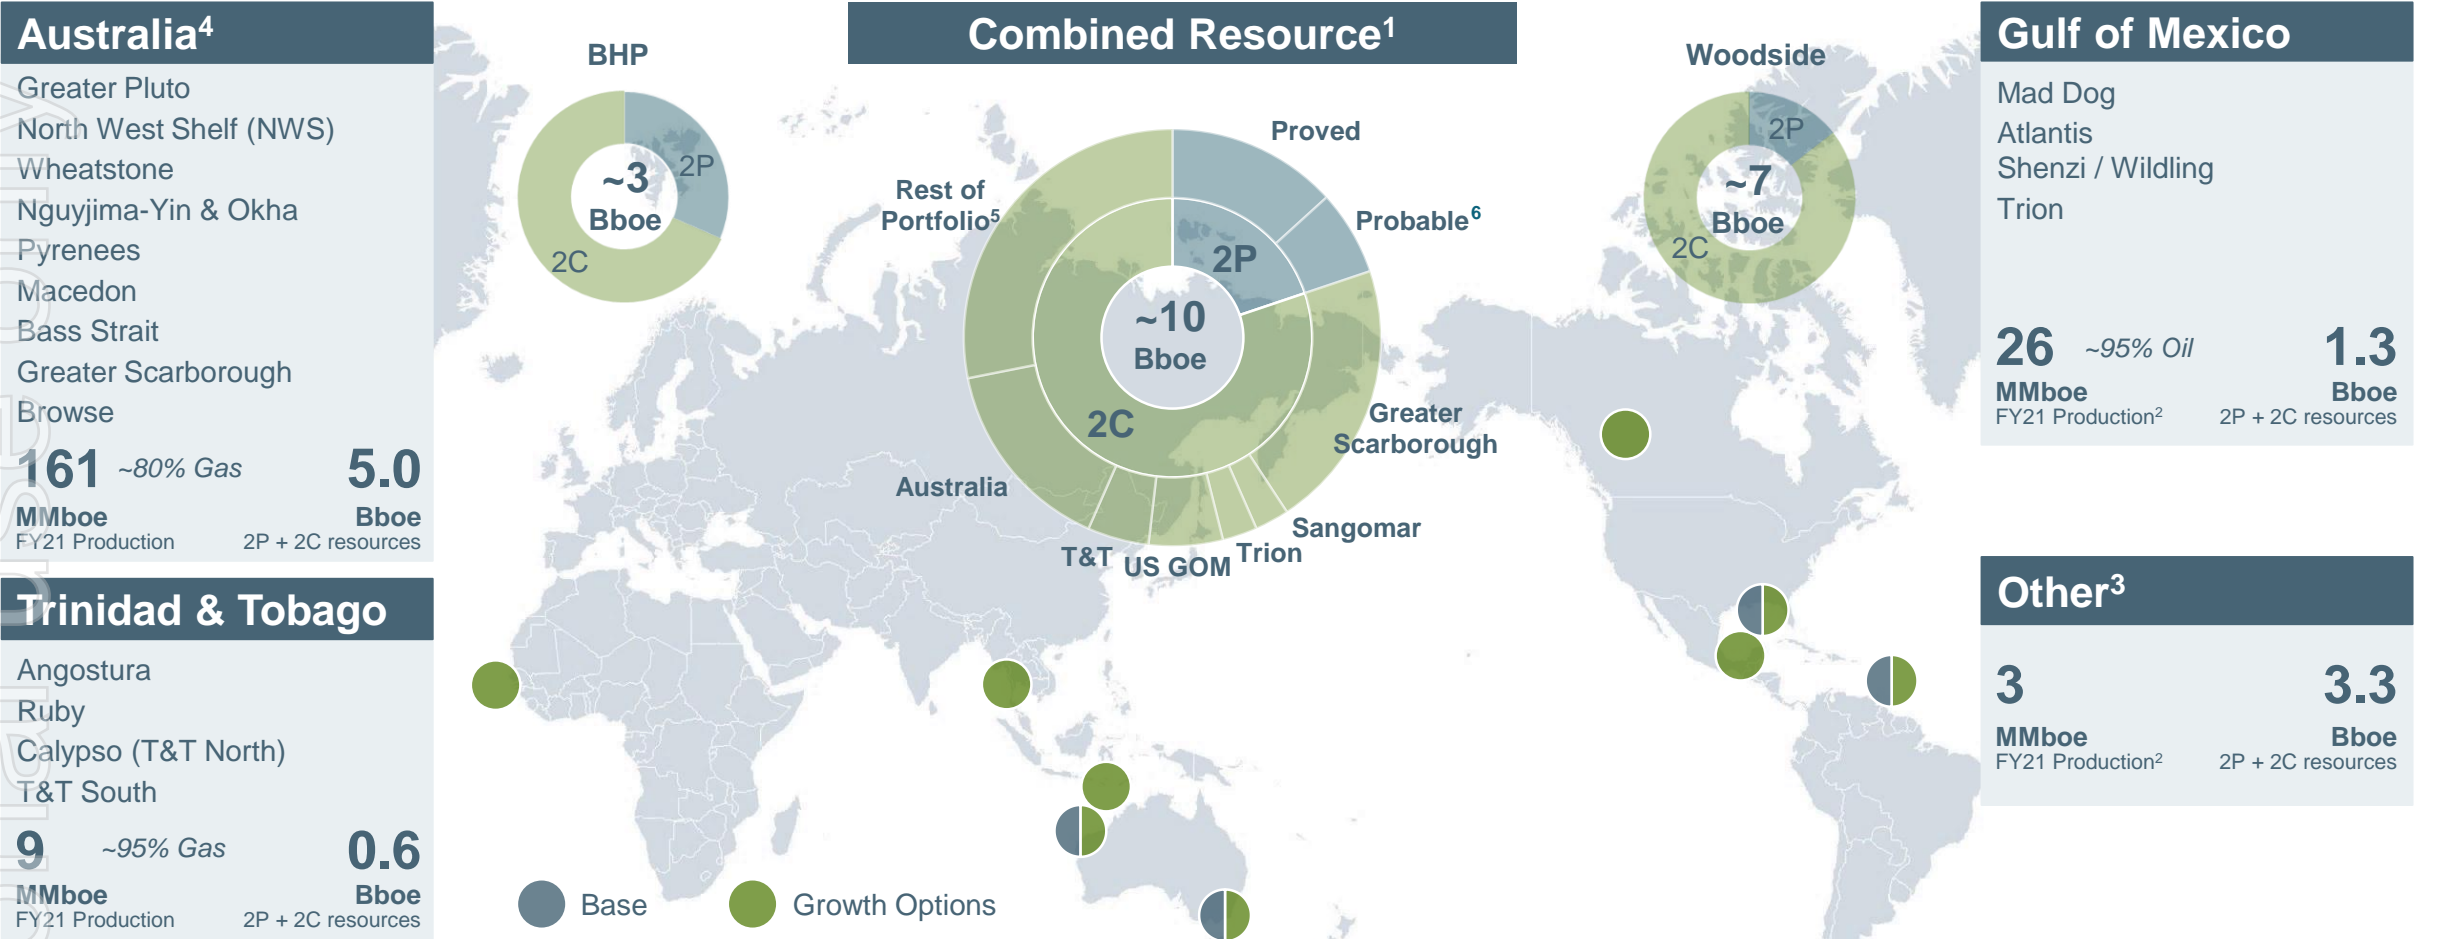 Australia4
Greater Pluto
North West Shelf (NWS)
Wheatstone
Nguyjima-Yin & Okha
Pyrenees
Macedon
Bass Strait
Greater Scarborough
Browse
161 ~80% Gas 5.0
MMboe Bboe
FY21 Production 2P + 2C resources
Trinidad & Tobago
Angostura
Ruby
Calypso (T&T North)
T&T South
9 ~95% Gas 0.6
MMboe Bboe
FY21 Production 2P + 2C resources
BHP
2P
~3
Bboe
2C
Combined Resource1
Proved
Rest of
Portfolio5
Probable6
2P
~10
Bboe
2C
Greater
Scarborough
Australia
Sangomar
Trion
T&T
US GOM
Woodside
2P
~7
Bboe
2C
Base
Growth Options
Gulf of Mexico
Mad Dog
Atlantis
Shenzi / Wildling
Trion
26 ~95% Oil 1.3
MMboe Bboe
FY21 Production2 2P + 2C resources
Other3
3 3.3
MMboe Bboe
FY21 Production2 2P + 2C resources